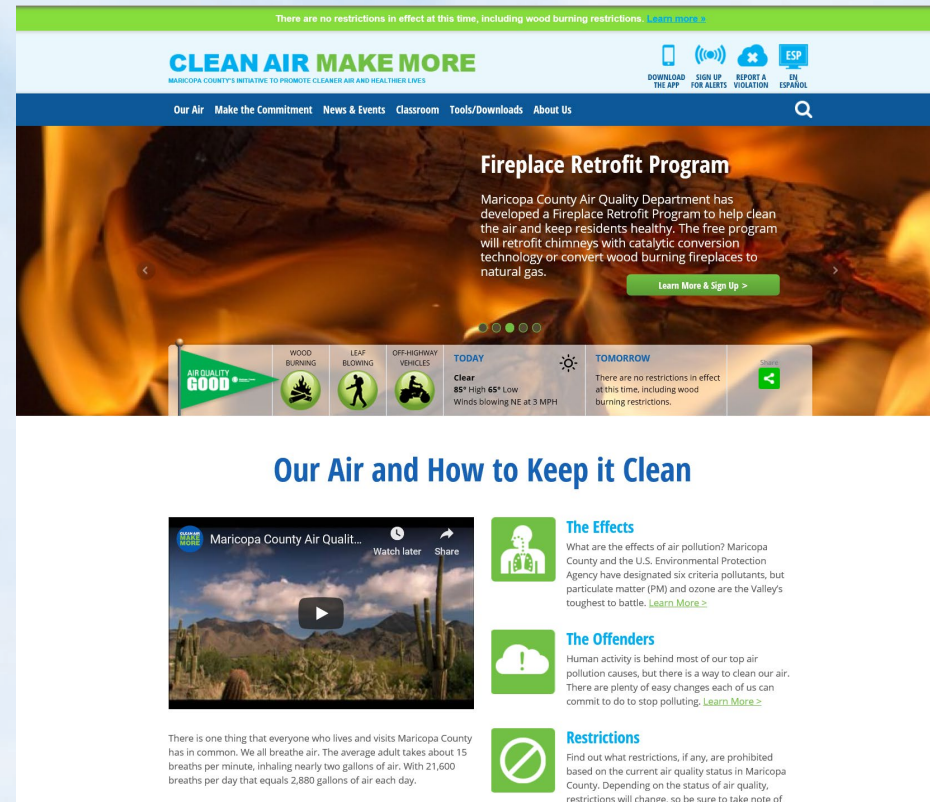 There are no restrictions in effect at this time, including wood burning restrictions. Learn more »
CLEAN AIR MAKE MORE
MARICOPA COUNTY'S INITIATIVE TO PROMOTE CLEANER AIR AND HEALTHIER LIVES
DOWNLOAD
THE APP
SIGN UP
FOR ALERTS
REPORT A
VIOLATION
ESP
EN
ESPAÑOL
Our Air Make the Commitment News & Events Classroom Tools/Downloads About Us
Fireplace Retrofit Program
Maricopa County Air Quality Department has
developed a Fireplace Retrofit Program to help clean
the air and keep residents healthy. The free program
will retrofit chimneys with catalytic conversion
technology or convert wood burning fireplaces to
natural gas.
Learn More & Sign Up >
AIR QUALITY
GOOD
WOOD
BURNING
LEAF
BLOWING
OFF-HIGHWAY
VEHICLES
TODAY
Clear
85° High 65° Low
Winds blowing NE at 3 MPH
TOMORROW
There are no restrictions in effect
at this time, including wood
burning restrictions.
Share
Our Air and How to Keep it Clean
CLEAN AIR
MAKE
MORE
Maricopa County Air Qualit...
Watch later
Share
There is one thing that everyone who lives and visits Maricopa County
has in common. We all breathe air. The average adult takes about 15
breaths per minute, inhaling nearly two gallons of air. With 21,600
breaths per day that equals 2,880 gallons of air each day.
The Effects
What are the effects of air pollution? Maricopa
County and the U.S. Environmental Protection
Agency have designated six criteria pollutants, but
particulate matter (PM) and ozone are the Valley's
toughest to battle. Learn More >
The Offenders
Human activity is behind most of our top air
pollution causes, but there is a way to clean our air.
There are plenty of easy changes each of us can
commit to do to stop polluting. Learn More >
Restrictions
Find out what restrictions, if any, are prohibited
based on the current air quality status in Maricopa
County. Depending on the status of air quality,
restrictions will change, so be sure to take note of